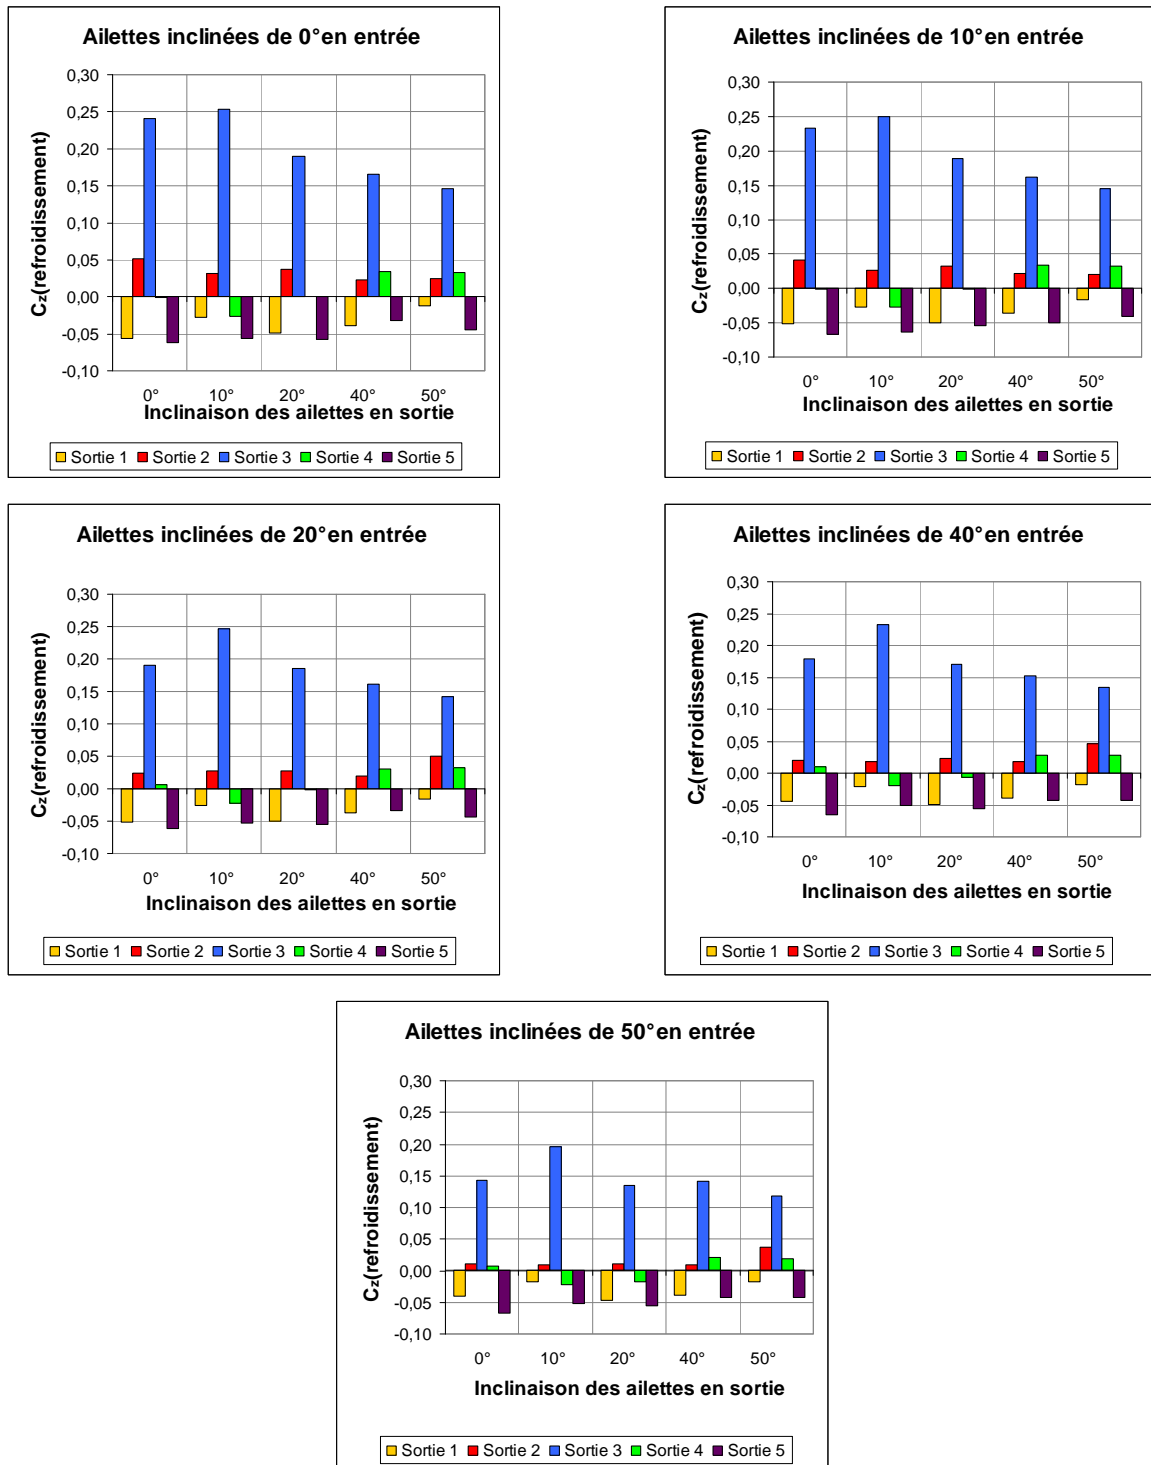 Ailettes inclinées de 0° en entrée
0,30
0,25
0,20
0,15
0,10
0,05
0,00
-0,05
-0,10
Cz(refroidissement)
0° 10° 20° 40° 50°
Inclinaison des ailettes en sortie
Sortie 1 Sortie 2 Sortie 3 Sortie 4 Sortie 5
Ailettes inclinées de 10° en entrée
0,30
0,25
0,20
0,15
0,10
0,05
0,00
-0,05
-0,10
Cz(refroidissement)
0° 10° 20° 40° 50°
Inclinaison des ailettes en sortie
Sortie 1 Sortie 2 Sortie 3 Sortie 4 Sortie 5
Ailettes inclinées de 20° en entrée
0,30
0,25
0,20
0,15
0,10
0,05
0,00
-0,05
-0,10
Cz(refroidissement)
0° 10° 20° 40° 50°
Inclinaison des ailettes en sortie
Sortie 1 Sortie 2 Sortie 3 Sortie 4 Sortie 5
Ailettes inclinées de 40° en entrée
0,30
0,25
0,20
0,15
0,10
0,05
0,00
-0,05
-0,10
Cz(refroidissement)
0° 10° 20° 40° 50°
Inclinaison des ailettes en sortie
Sortie 1 Sortie 2 Sortie 3 Sortie 4 Sortie 5
Ailettes inclinées de 50° en entrée
0,30
0,25
0,20
0,15
0,10
0,05
0,00
-0,05
-0,10
Cz(refroidissement)
0° 10° 20° 40° 50°
Inclinaison des ailettes en sortie
Sortie 1 Sortie 2 Sortie 3 Sortie 4 Sortie 5